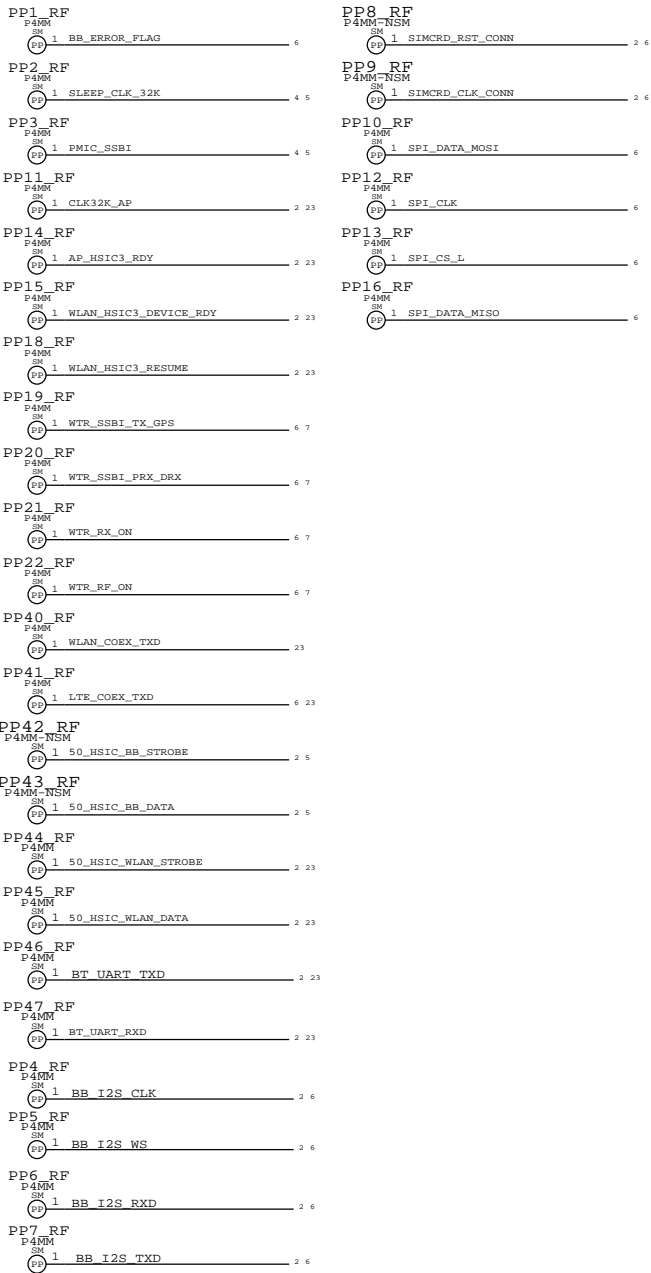 PP1_RF
P4MM
SM
PP 1 BB_ERROR_FLAG 6
PP2_RF
P4MM
SM
PP 1 SLEEP_CLK_32K 4 5
PP3_RF
P4MM
SM
PP 1 PMIC_SSBI 4 5
PP11_RF
P4MM
SM
PP 1 CLK32K_AP 2 23
PP14_RF
P4MM
SM
PP 1 AP_HSIC3_RDY 2 23
PP15_RF
P4MM
SM
PP 1 WLAN_HSIC3_DEVICE_RDY 2 23
PP18_RF
P4MM
SM
PP 1 WLAN_HSIC3_RESUME 2 23
PP19_RF
P4MM
SM
PP 1 WTR_SSBI_TX_GPS 6 7
PP20_RF
P4MM
SM
PP 1 WTR_SSBI_PRX_DRX 6 7
PP21_RF
P4MM
SM
PP 1 WTR_RX_ON 6 7
PP22_RF
P4MM
SM
PP 1 WTR_RF_ON 6 7
PP40_RF
P4MM
SM
PP 1 WLAN_COEX_TXD 23
PP41_RF
P4MM
SM
PP 1 LTE_COEX_TXD 6 23
PP42_RF
P4MM-NSM
SM
PP 1 50_HSIC_BB_STROBE 2 5
PP43_RF
P4MM-NSM
SM
PP 1 50_HSIC_BB_DATA 2 5
PP44_RF
P4MM
SM
PP 1 50_HSIC_WLAN_STROBE 2 23
PP45_RF
P4MM
SM
PP 1 50_HSIC_WLAN_DATA 2 23
PP46_RF
P4MM
SM
PP 1 BT_UART_TXD 2 23
PP47_RF
P4MM
SM
PP 1 BT_UART_RXD 2 23
PP4_RF
P4MM
SM
PP 1 BB_I2S_CLK 2 6
PP5_RF
P4MM
SM
PP 1 BB_I2S_WS 2 6
PP6_RF
P4MM
SM
PP 1 BB_I2S_RXD 2 6
PP7_RF
P4MM
SM
PP 1 BB_I2S_TXD 2 6
PP8_RF
P4MM-NSM
SM
PP 1 SIMCRD_RST_CONN 2 6
PP9_RF
P4MM-NSM
SM
PP 1 SIMCRD_CLK_CONN 2 6
PP10_RF
P4MM
SM
PP 1 SPI_DATA_MOSI 6
PP12_RF
P4MM
SM
PP 1 SPI_CLK 6
PP13_RF
P4MM
SM
PP 1 SPI_CS_L 6
PP16_RF
P4MM
SM
PP 1 SPI_DATA_MISO 6